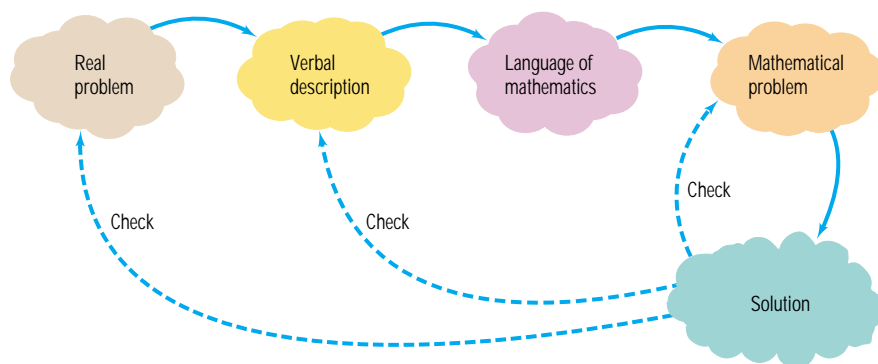 Real
problem
Verbal
description
Language of
mathematics
Mathematical
problem
Check
Check
Check
Solution